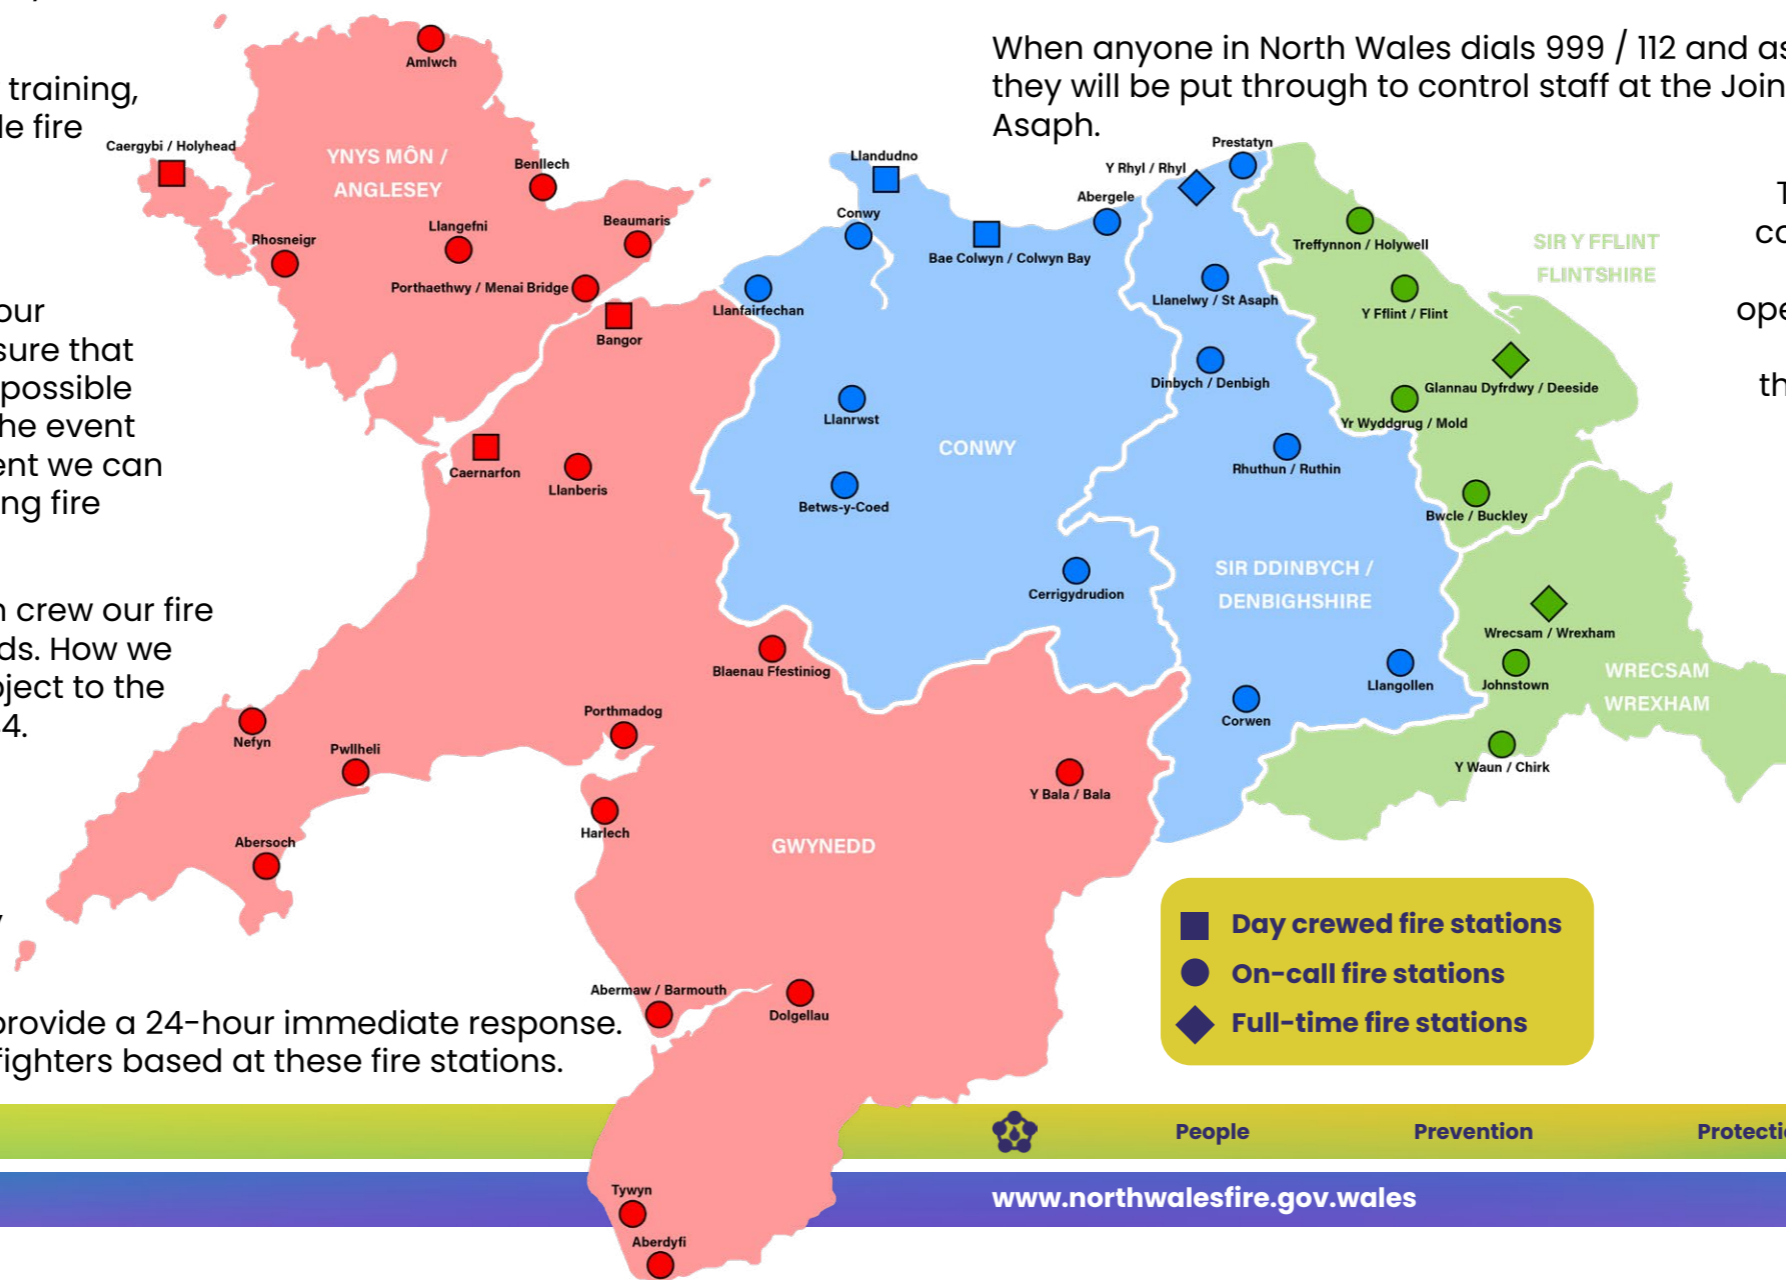 training,
le fire
our
sure that
possible
he event
ent we can
ng fire
n crew our fire
ds. How we
oject to the
4.
provide a 24-hour immediate response.
fighters based at these fire stations.
When anyone in North Wales dials 999 / 112 and as
they will be put through to control staff at the Join
Asaph.
T
co
ope
th
Amlwch
Caergybi / Holyhead
YNYS MÔN /
ANGLESEY
Benllech
Beaumaris
Llangefni
Rhosneigr
Porthaethwy / Menai Bridge
Bangor
Caernarfon
Llanberis
Nefyn
Pwllheli
Abersoch
Porthmadog
Blaenau Ffestiniog
Harlech
Y Bala / Bala
GWYNEDD
Abermaw / Barmouth
Dolgellau
Tywyn
Aberdyfi
Llandudno
Conwy
Bae Colwyn / Colwyn Bay
Abergele
Llanfairfechan
Llanrwst
CONWY
Betws-y-Coed
Cerrigydrudion
Prestatyn
Y Rhyl / Rhyl
Llanelwy / St Asaph
Dinbych / Denbigh
Rhuthun / Ruthin
SIR DDINBYCH /
DENBIGHSHIRE
Llangollen
Corwen
Treffynnon / Holywell
SIR Y FFLINT
FLINTSHIRE
Y Fflint / Flint
Glannau Dyfrdwy / Deeside
Yr Wyddgrug / Mold
Bwcle / Buckley
Wrecsam / Wrexham
Johnstown
WRECSAM
WREXHAM
Y Waun / Chirk
Day crewed fire stations
On-call fire stations
Full-time fire stations
People
Prevention
Protectio
www.northwalesfire.gov.wales